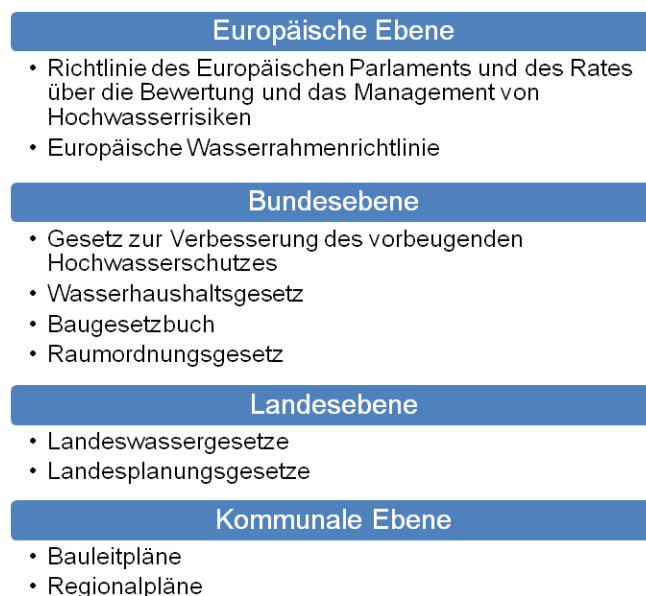 Europäische Ebene
• Richtlinie des Europäischen Parlaments und des Rates
über die Bewertung und das Management von
Hochwasserrisiken
• Europäische Wasserrahmenrichtlinie
Bundesebene
• Gesetz zur Verbesserung des vorbeugenden
Hochwasserschutzes
• Wasserhaushaltsgesetz
• Baugesetzbuch
• Raumordnungsgesetz
Landesebene
• Landeswassergesetze
• Landesplanungsgesetze
Kommunale Ebene
• Bauleitpläne
• Regionalpläne